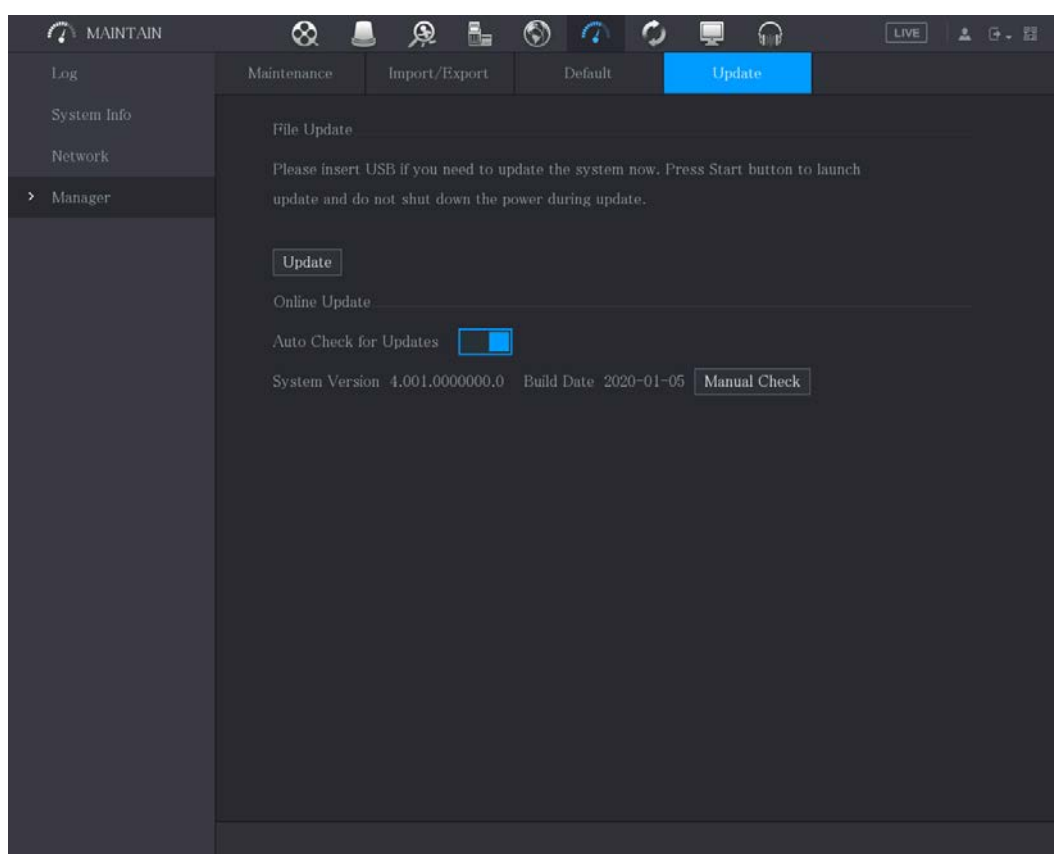 MAINTAIN
LIVE
Log
System Info
Network
Manager
Maintenance
Import/Export
Default
Update
File Update
Please insert USB if you need to update the system now. Press Start button to launch
update and do not shut down the power during update.
Update
Online Update
Auto Check for Updates
System Version 4.001.0000000.0 Build Date 2020-01-05 Manual Check